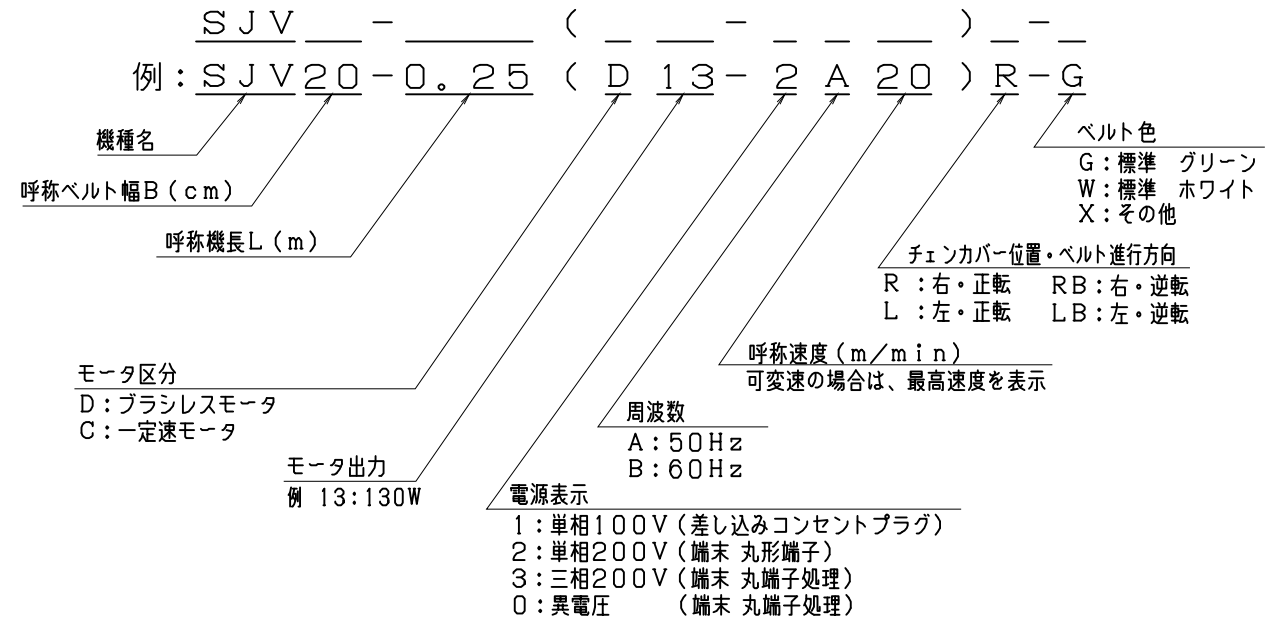 SJV__-____(_ __-_ _ __)_-_
例:SJV20-0.25(D13-2A20)R-G
機種名
呼称ベルト幅B(cm)
呼称機長L(m)
ベルト色
G:標準 グリーン
W:標準 ホワイト
X:その他
チェンカバー位置・ベルト進行方向
R :右・正転 RB:右・逆転
L :左・正転 LB:左・逆転
呼称速度(m/min)
可変速の場合は、最高速度を表示
モータ区分
D:ブラシレスモータ
C:一定速モータ
周波数
A:50Hz
B:60Hz
モータ出力
例 13:130W
電源表示
1:単相100V(差し込みコンセントプラグ)
2:単相200V(端末 丸形端子)
3:三相200V(端末 丸端子処理)
0:異電圧 (端末 丸端子処理)